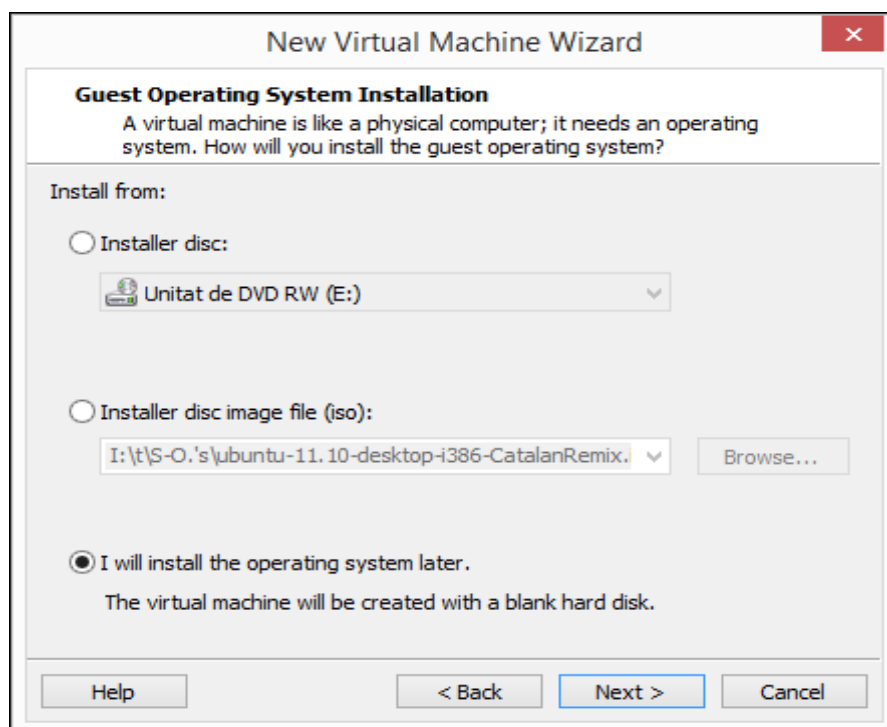 New Virtual Machine Wizard
Guest Operating System Installation
A virtual machine is like a physical computer; it needs an operating
system. How will you install the guest operating system?
Install from:
Installer disc:
Unitat de DVD RW (E:)
Installer disc image file (iso):
I:\t\S-O.'s\ubuntu-11.10-desktop-i386-CatalanRemix.i
Browse...
I will install the operating system later.
The virtual machine will be created with a blank hard disk.
Help
< Back
Next >
Cancel